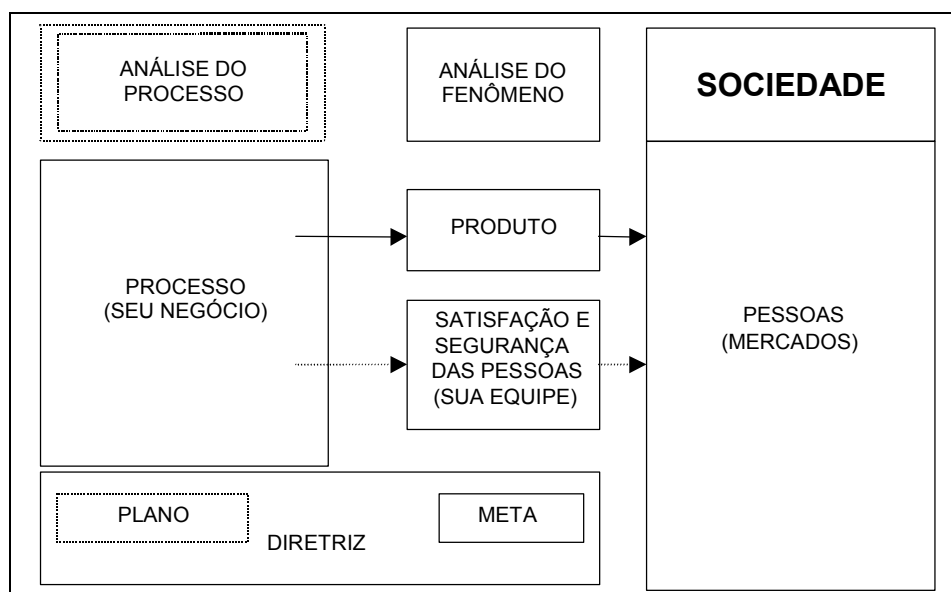 ANÁLISE DO
PROCESSO
ANÁLISE DO
FENÔMENO
SOCIEDADE
PROCESSO
(SEU NEGÓCIO)
PRODUTO
SATISFAÇÃO E
SEGURANÇA
DAS PESSOAS
(SUA EQUIPE)
PESSOAS
(MERCADOS)
PLANO
META
DIRETRIZ